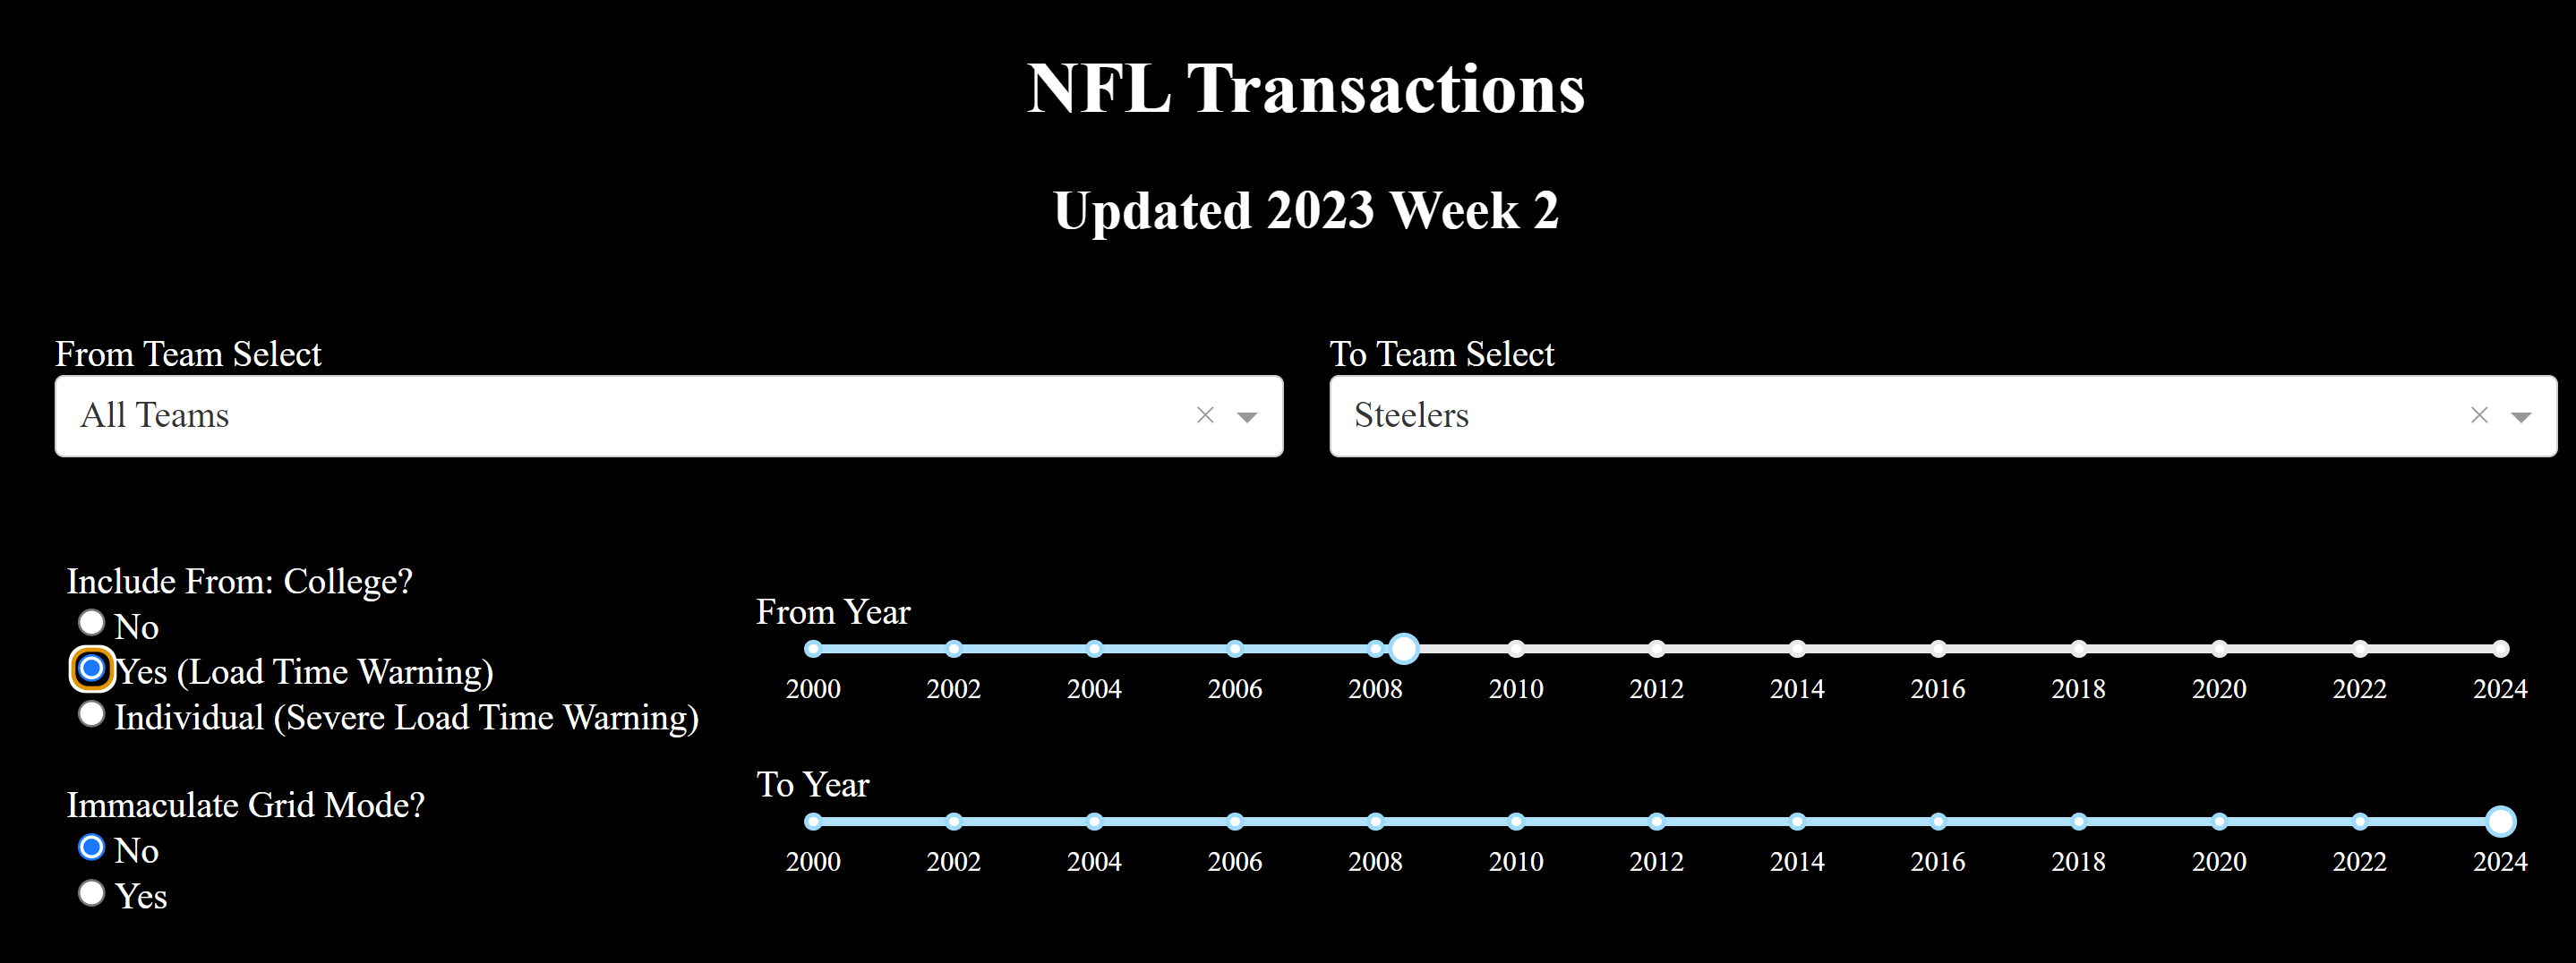 NFL Transactions
Updated 2023 Week 2
From Team Select
All Teams
To Team Select
Steelers
Include From: College?
No
Yes (Load Time Warning)
Individual (Severe Load Time Warning)
Immaculate Grid Mode?
No
Yes
From Year
2000 2002 2004 2006 2008 2010 2012 2014 2016 2018 2020 2022 2024
To Year
2000 2002 2004 2006 2008 2010 2012 2014 2016 2018 2020 2022 2024